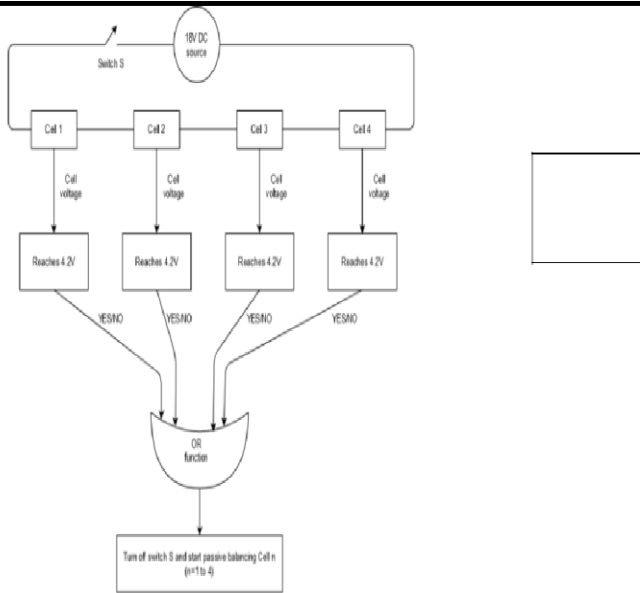 18V DC
source
Switch S
Cell 1
Cell 2
Cell 3
Cell 4
Cell
voltage
Cell
voltage
Cell
voltage
Cell
voltage
Reaches 4.2V
Reaches 4.2V
Reaches 4.2V
Reaches 4.2V
YES/NO
YES/NO
YES/NO
YES/NO
OR
function
Turn off switch S and start passive balancing Cell n
(n=1 to 4)